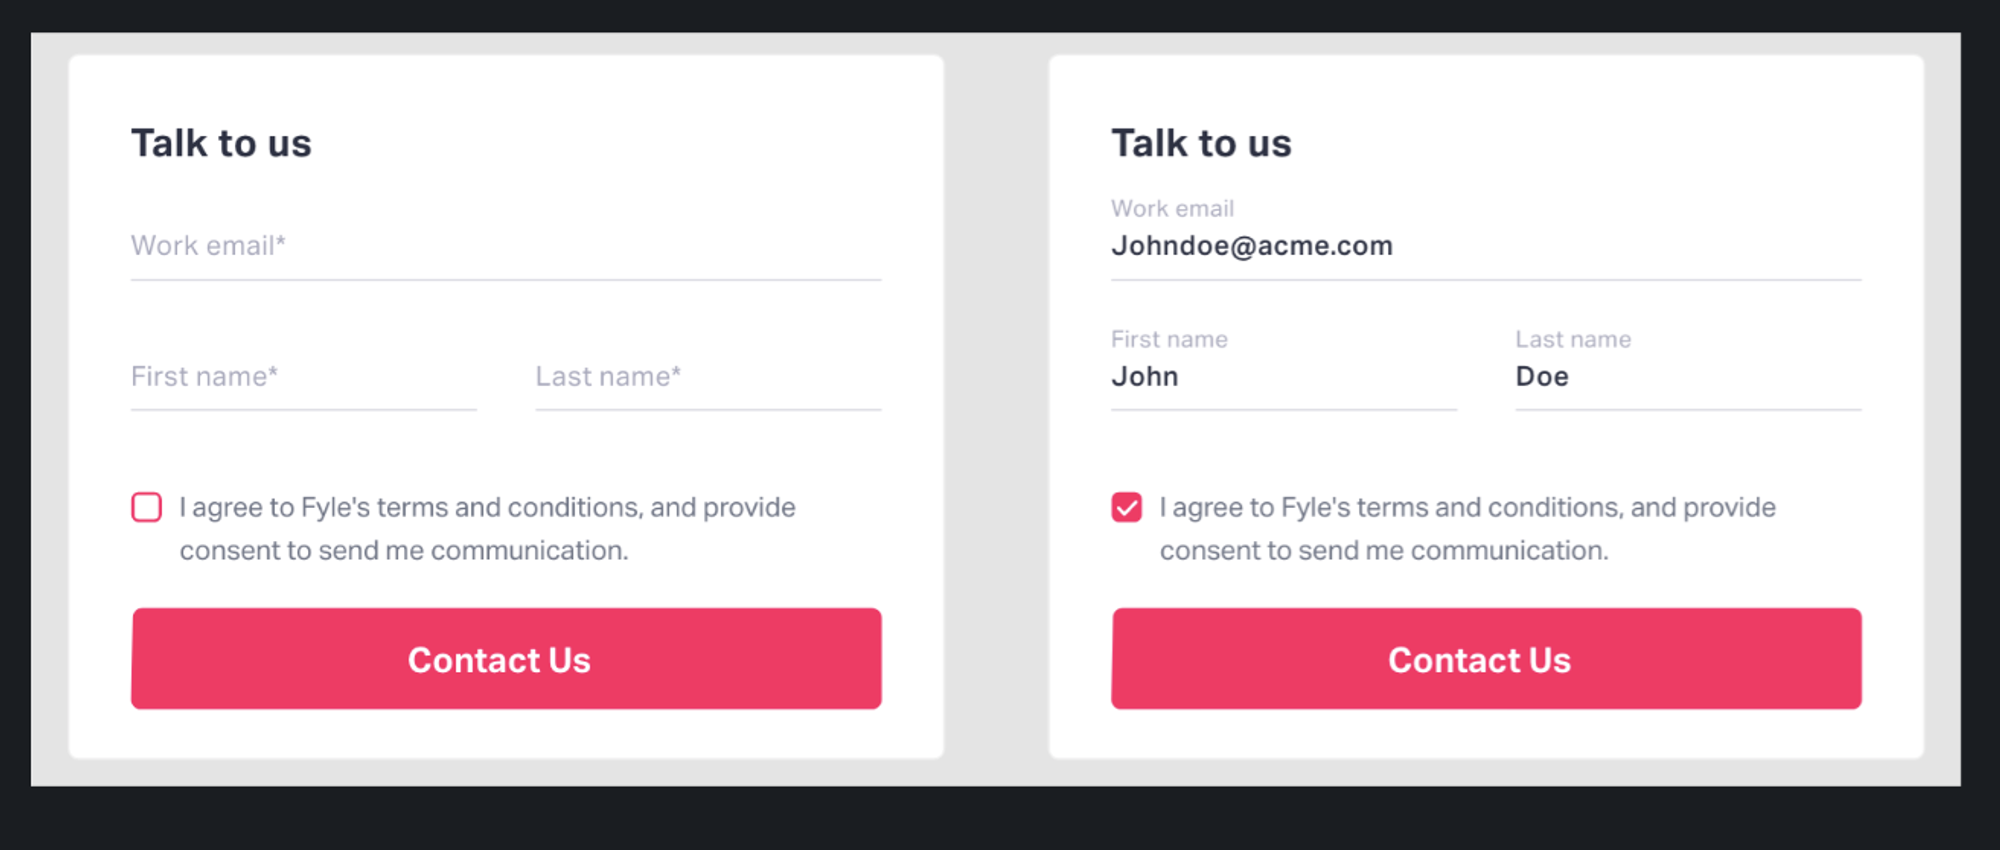 Talk to us
Work email*
First name*
Last name*
I agree to Fyle's terms and conditions, and provide
consent to send me communication.
Contact Us
Talk to us
Work email
Johndoe@acme.com
First name
John
Last name
Doe
I agree to Fyle's terms and conditions, and provide
consent to send me communication.
Contact Us